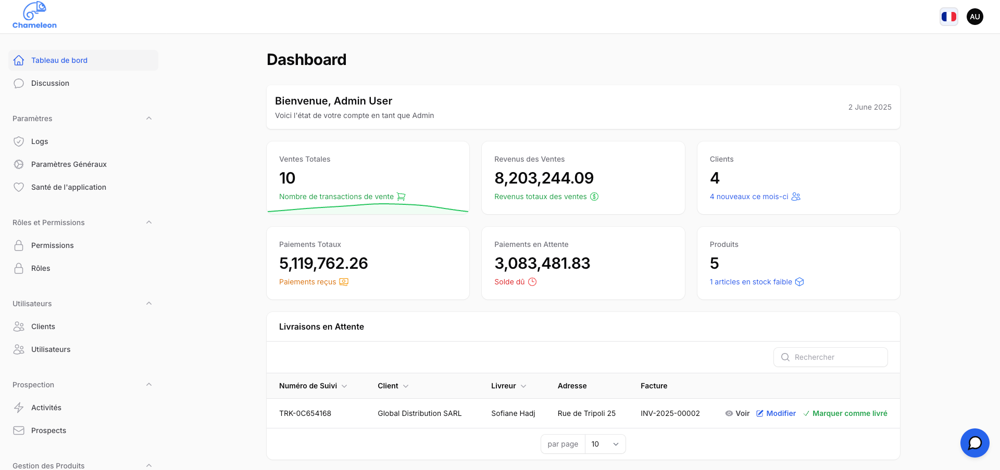 Chameleon
AU
Tableau de bord
Discussion
Paramètres
Logs
Paramètres Généraux
Santé de l'application
Rôles et Permissions
Permissions
Rôles
Utilisateurs
Clients
Utilisateurs
Prospection
Activités
Prospects
Gestion des Produits
Dashboard
Bienvenue, Admin User
Voici l'état de votre compte en tant que Admin
2 June 2025
Ventes Totales
10
Nombre de transactions de vente
Revenus des Ventes
8,203,244.09
Revenus totaux des ventes
Clients
4
4 nouveaux ce mois-ci
Paiements Totaux
5,119,762.26
Paiements reçus
Paiements en Attente
3,083,481.83
Solde dû
Produits
5
1 articles en stock faible
Livraisons en Attente
Rechercher
Numéro de Suivi Client Livreur Adresse Facture
TRK-0C654168 Global Distribution SARL Sofiane Hadj Rue de Tripoli 25 INV-2025-00002 Voir Modifier Marquer comme livré
par page 10